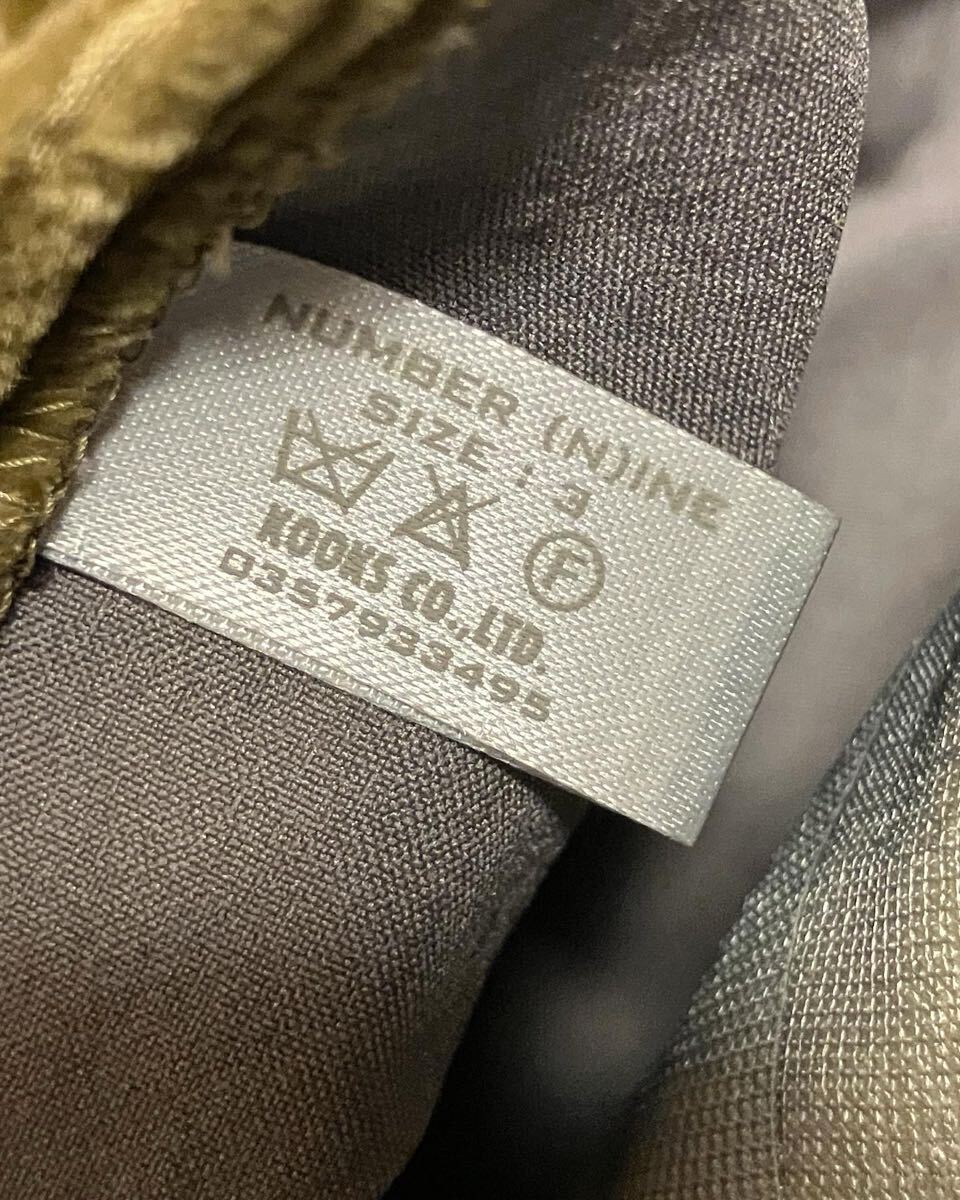 NUMBER (N)INE
SIZE : 3
F
KOOKS CO.,LTD.
0357933495